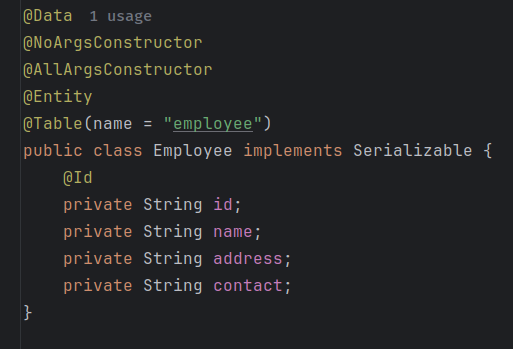 @Data 1 usage
@NoArgsConstructor
@AllArgsConstructor
@Entity
@Table(name = "employee")
public class Employee implements Serializable {
    @Id
    private String id;
    private String name;
    private String address;
    private String contact;
}